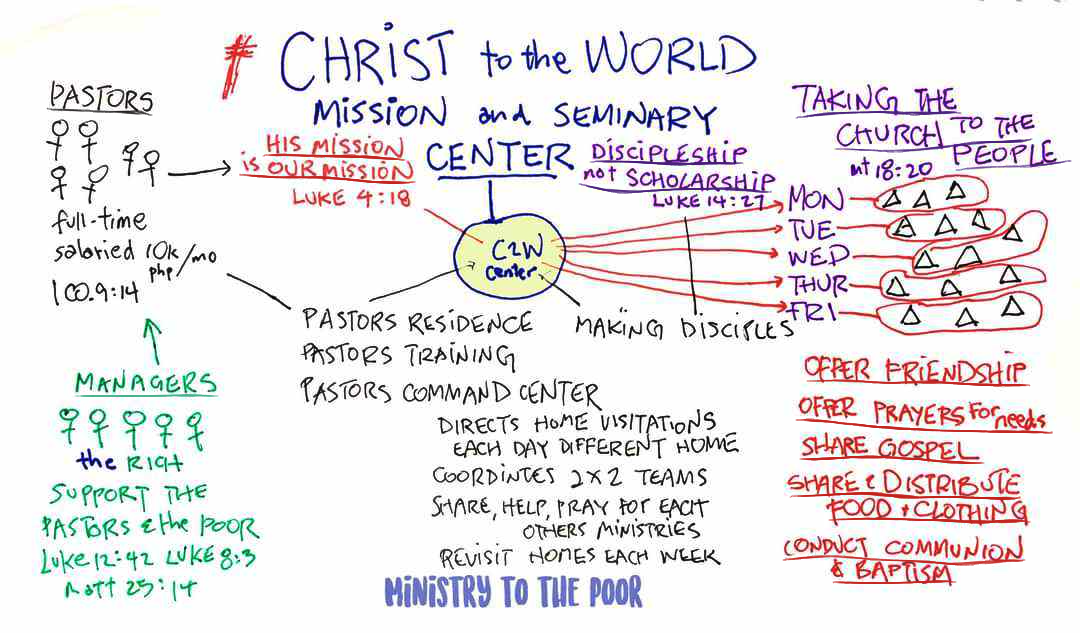 CHRIST to the WORLD
MISSION and SEMINARY
CENTER
PASTORS
full-time
salaried 10k/mo
php
1 CO. 9:14
MANAGERS
the RIGHT
SUPPORT THE
PASTORS & the POOR
Luke 12:42 LUKE 8:3
MATT 25:14
HIS MISSION
is OUR MISSION
LUKE 4:18
DISCIPLESHIP
not SCHOLARSHIP
LUKE 14:27
C2W
Center
PASTORS RESIDENCE
PASTORS TRAINING
PASTORS COMMAND CENTER
MAKING DISCIPLES
DIRECTS HOME VISITATIONS
EACH DAY DIFFERENT HOME
COORDINTES 2X2 TEAMS
SHARE, HELP, PRAY FOR EACH
OTHERS MINISTRIES
REVISIT HOMES EACH WEEK
MINISTRY TO THE POOR
TAKING THE
CHURCH TO THE
PEOPLE
mt 18:20
MON
TUE
WED
THUR
FRI
OFFER FRIENDSHIP
OFFER PRAYERS For needs
SHARE GOSPEL
SHARE & DISTRIBUTE
FOOD + CLOTHING
CONDUCT COMMUNION
& BAPTISM